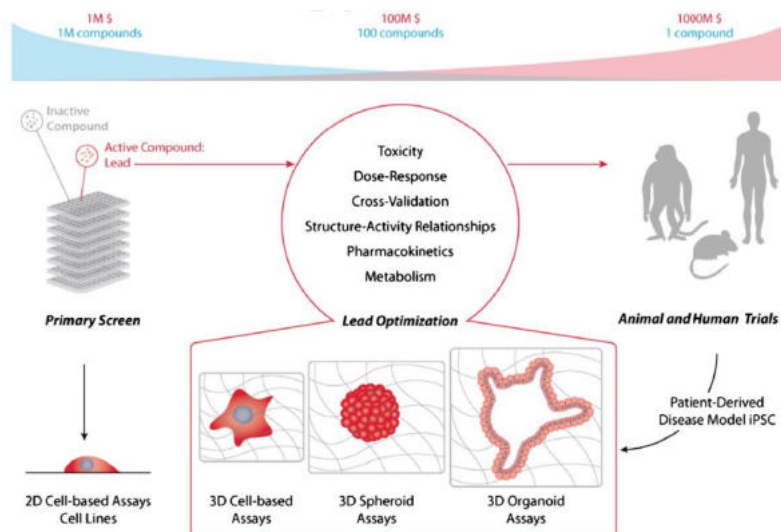 1M $
1M compounds
100M $
100 compounds
1000M $
1 compound
Inactive
Compound
Active Compound:
Lead
Toxicity
Dose-Response
Cross-Validation
Structure-Activity Relationships
Pharmacokinetics
Metabolism
Primary Screen
Lead Optimization
Animal and Human Trials
Patient-Derived
Disease Model iPSC
2D Cell-based Assays
Cell Lines
3D Cell-based
Assays
3D Spheroid
Assays
3D Organoid
Assays